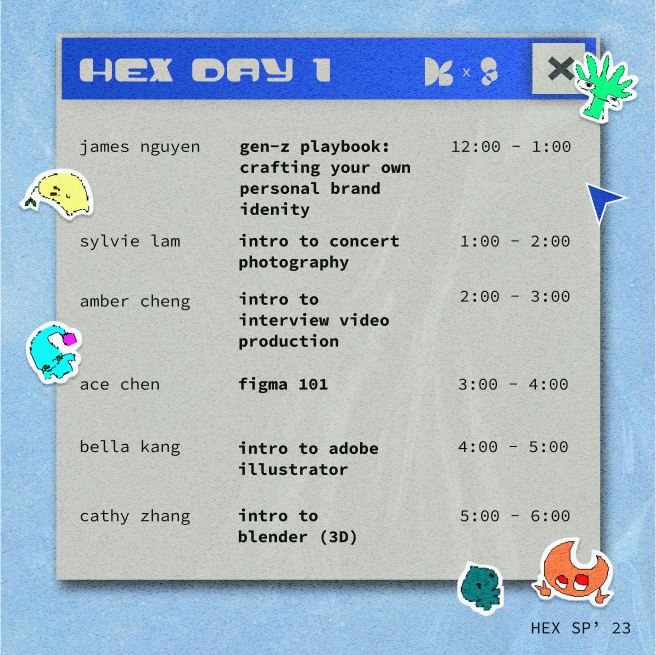 HEX DAY 1
x
james nguyen gen-z playbook: 12:00 - 1:00
crafting your own
personal brand
idenity
sylvie lam intro to concert 1:00 - 2:00
photography
amber cheng intro to 2:00 - 3:00
interview video
production
ace chen figma 101 3:00 - 4:00
bella kang intro to adobe 4:00 - 5:00
illustrator
cathy zhang intro to 5:00 - 6:00
blender (3D)
HEX SP’ 23